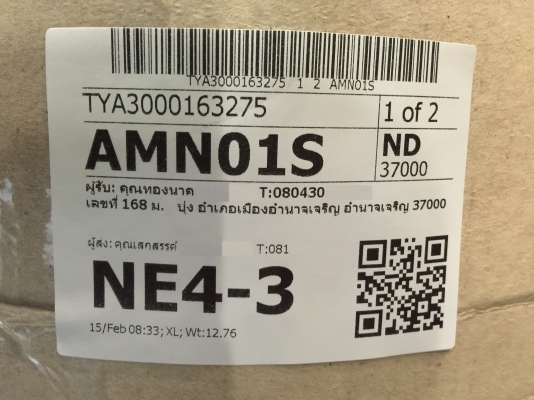 TYA3000163275 1 2 AMN01S
TYA3000163275
1 of 2
AMN01S
ND
37000
ผู้รับ: คุณทองนาค T:080430
เลขที่ 168 ม. บุ่ง อำเภอเมืองอำนาจเจริญ อำนาจเจริญ 37000
ผู้ส่ง: คุณเสกสรรค์ T:081
NE4-3
15/Feb 08:33; XL; Wt:12.76